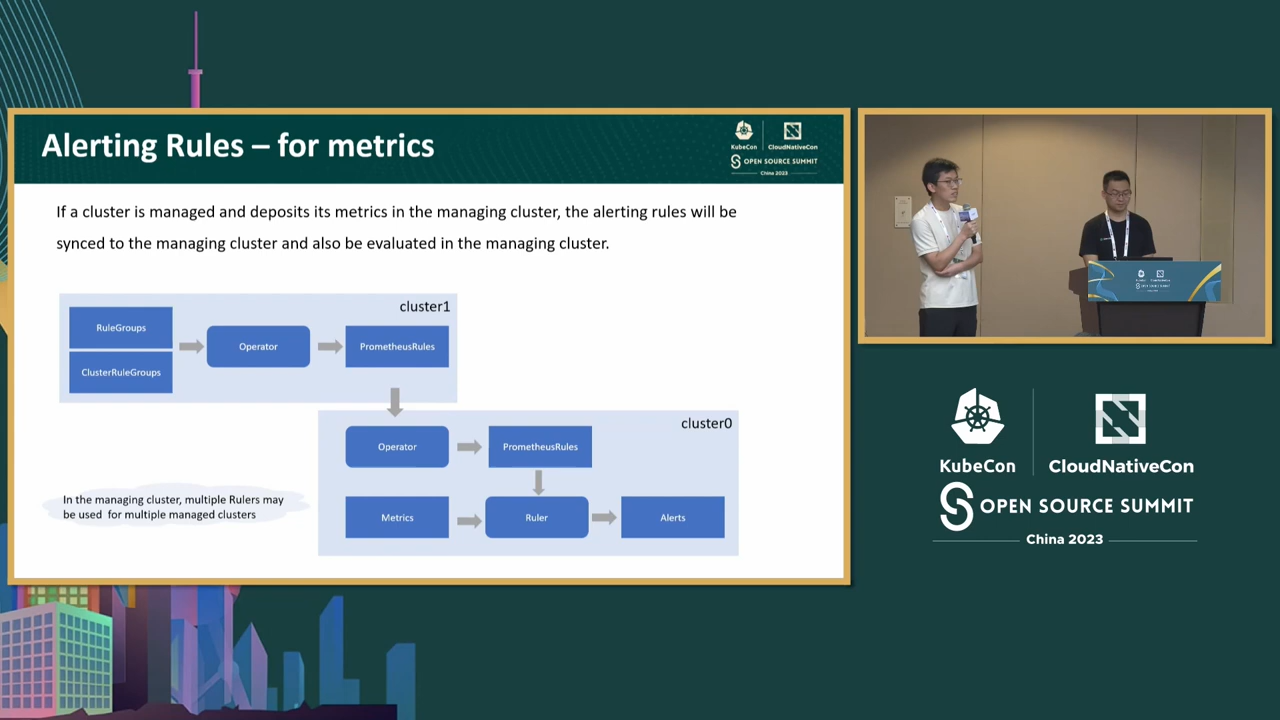 Alerting Rules – for metrics
KubeCon
CloudNativeCon
OPEN SOURCE SUMMIT
China 2023
If a cluster is managed and deposits its metrics in the managing cluster, the alerting rules will be
synced to the managing cluster and also be evaluated in the managing cluster.
cluster1
RuleGroups
ClusterRuleGroups
Operator
PrometheusRules
cluster0
Operator
PrometheusRules
Metrics
Ruler
Alerts
In the managing cluster, multiple Rulers may
be used for multiple managed clusters
KubeCon
CloudNativeCon
OPEN SOURCE SUMMIT
China 2023